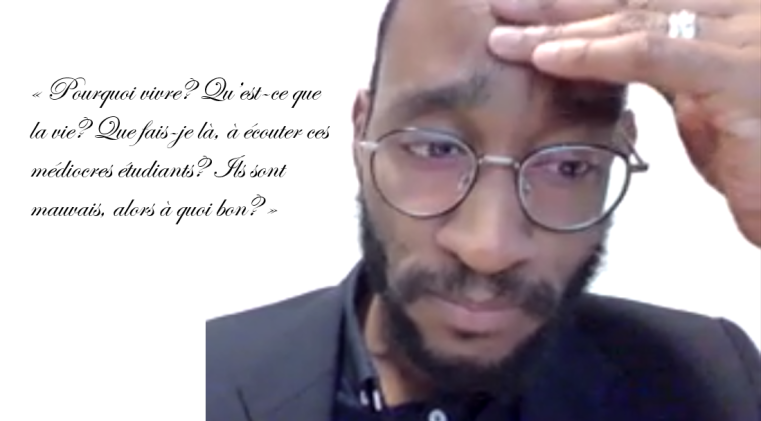 « Pourquoi vivre? Qu'est-ce que
la vie? Que fais-je là, à écouter ces
médiocres étudiants? Ils sont
mauvais, alors à quoi bon? »